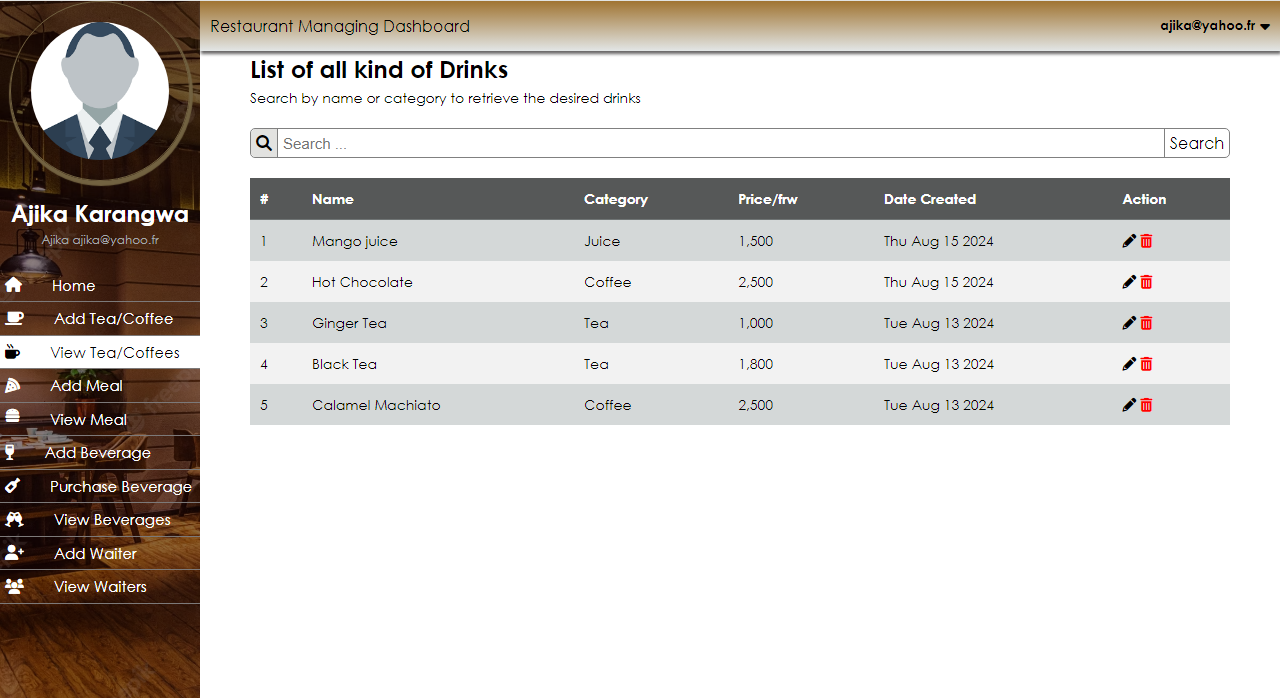 Restaurant Managing Dashboard
ajika@yahoo.fr
Ajika Karangwa
Ajika ajika@yahoo.fr
Home
Add Tea/Coffee
View Tea/Coffees
Add Meal
View Meal
Add Beverage
Purchase Beverage
View Beverages
Add Waiter
View Waiters
List of all kind of Drinks
Search by name or category to retrieve the desired drinks
Search ... Search
# Name Category Price/frw Date Created Action
1 Mango juice Juice 1,500 Thu Aug 15 2024
2 Hot Chocolate Coffee 2,500 Thu Aug 15 2024
3 Ginger Tea Tea 1,000 Tue Aug 13 2024
4 Black Tea Tea 1,800 Tue Aug 13 2024
5 Calamel Machiato Coffee 2,500 Tue Aug 13 2024